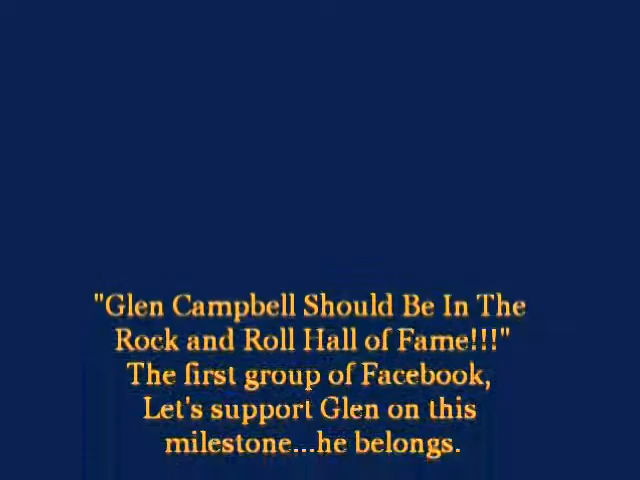 "Glen Campbell Should Be In The
Rock and Roll Hall of Fame!!!"
The first group of Facebook,
Let's support Glen on this
milestone...he belongs.